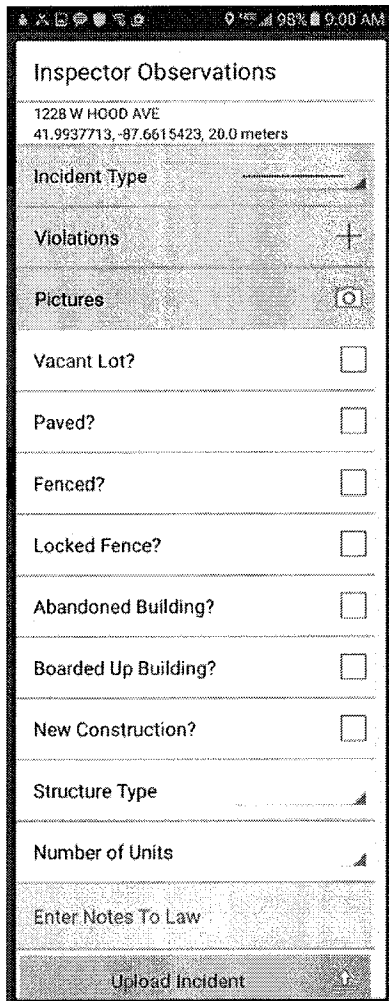 98% 9:00 AM
Inspector Observations
1228 W HOOD AVE
41.9937713,-87.6615423, 20.0 meters
Incident Type
Violations
Pictures
Vacant Lot?
Paved?
Fenced?
Locked Fence?
Abandoned Building?
Boarded Up Building?
New Construction?
Structure Type
Number of Units
Enter Notes To Law
Upload Incident